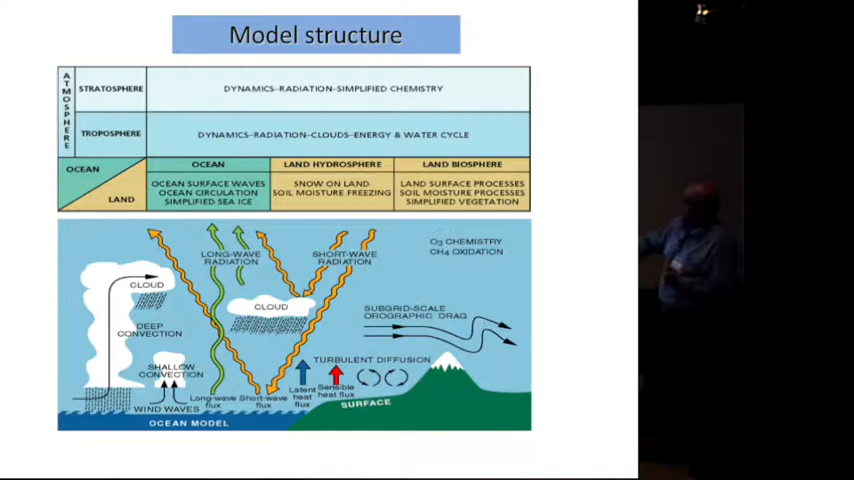 Model structure
ATMOSPHERE
STRATOSPHERE
DYNAMICS–RADIATION–SIMPLIFIED CHEMISTRY
TROPOSPHERE
DYNAMICS–RADIATION–CLOUDS–ENERGY & WATER CYCLE
OCEAN
LAND
OCEAN
LAND HYDROSPHERE
LAND BIOSPHERE
OCEAN SURFACE WAVES
OCEAN CIRCULATION
SIMPLIFIED SEA ICE
SNOW ON LAND
SOIL MOISTURE FREEZING
LAND SURFACE PROCESSES
SOIL MOISTURE PROCESSES
SIMPLIFIED VEGETATION
LONG-WAVE
RADIATION
SHORT-WAVE
RADIATION
O3 CHEMISTRY
CH4 OXIDATION
CLOUD
CLOUD
SUBGRID-SCALE
OROGRAPHIC DRAG
DEEP
CONVECTION
SHALLOW
CONVECTION
TURBULENT DIFFUSION
WIND WAVES
Long-wave
flux
Short-wave
flux
Latent
heat
flux
Sensible
heat flux
SURFACE
OCEAN MODEL